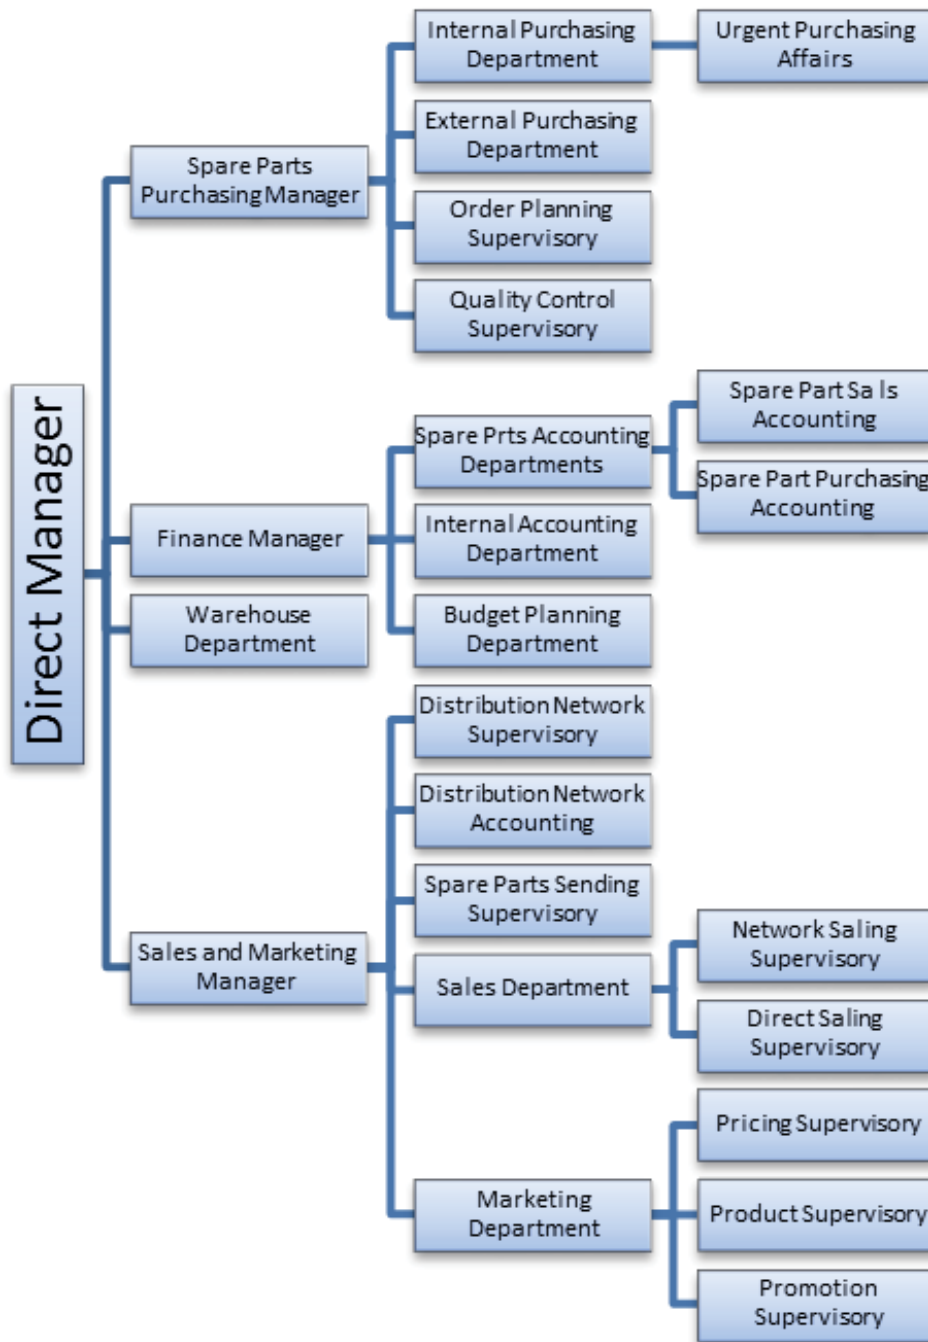 Direct Manager
Spare Parts
Purchasing Manager
Internal Purchasing
Department
Urgent Purchasing
Affairs
External Purchasing
Department
Order Planning
Supervisory
Quality Control
Supervisory
Finance Manager
Spare Prts Accounting
Departments
Spare Part Sa ls
Accounting
Spare Part Purchasing
Accounting
Internal Accounting
Department
Budget Planning
Department
Warehouse
Department
Sales and Marketing
Manager
Distribution Network
Supervisory
Distribution Network
Accounting
Spare Parts Sending
Supervisory
Sales Department
Network Saling
Supervisory
Direct Saling
Supervisory
Marketing
Department
Pricing Supervisory
Product Supervisory
Promotion
Supervisory